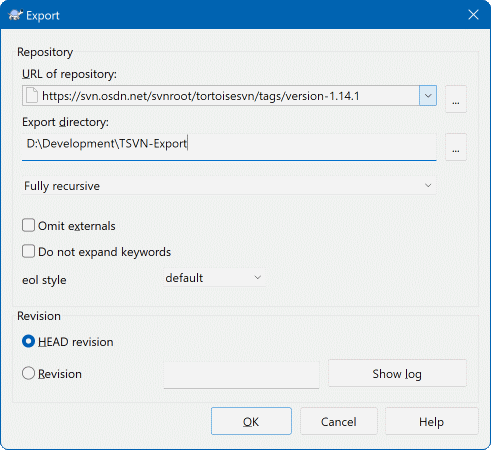 Export
Repository
URL of repository:
https://svn.osdn.net/svnroot/tortoisesvn/tags/version-1.14.1
...
Export directory:
D:\Development\TSVN-Export
...
Fully recursive
Omit externals
Do not expand keywords
eol style
default
Revision
HEAD revision
Revision
Show log
OK
Cancel
Help